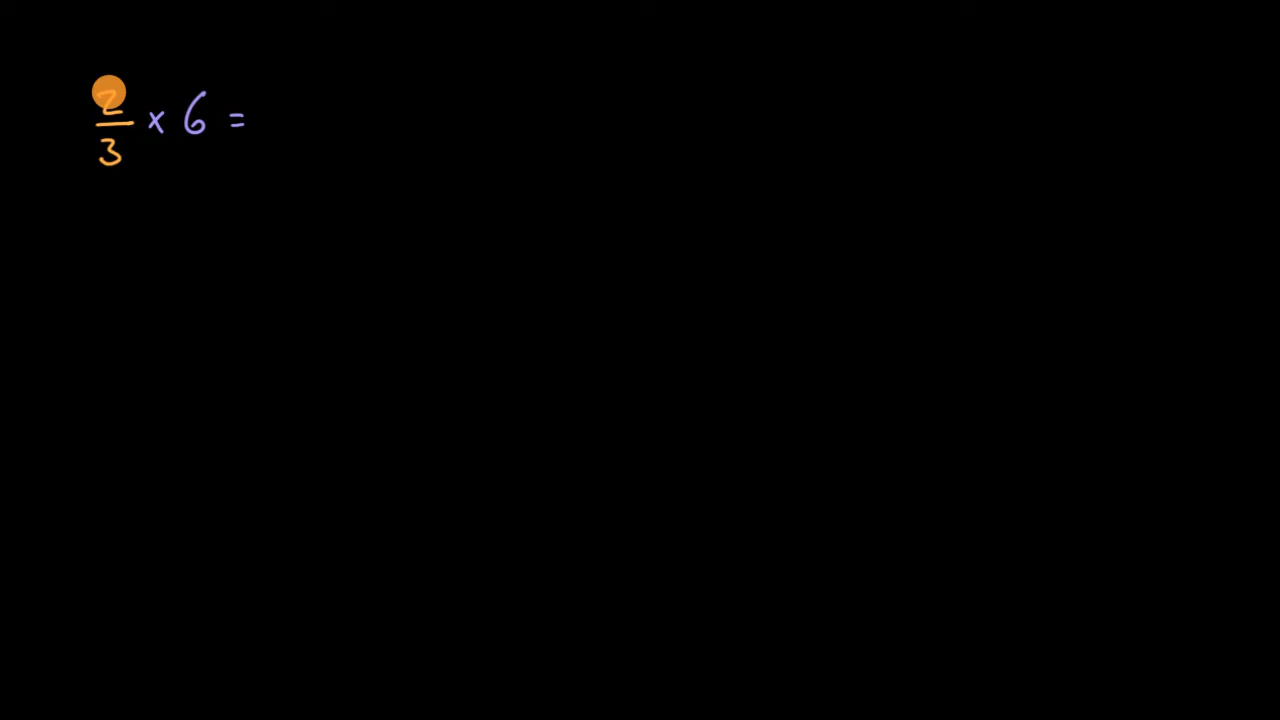 2/3 × 6 =